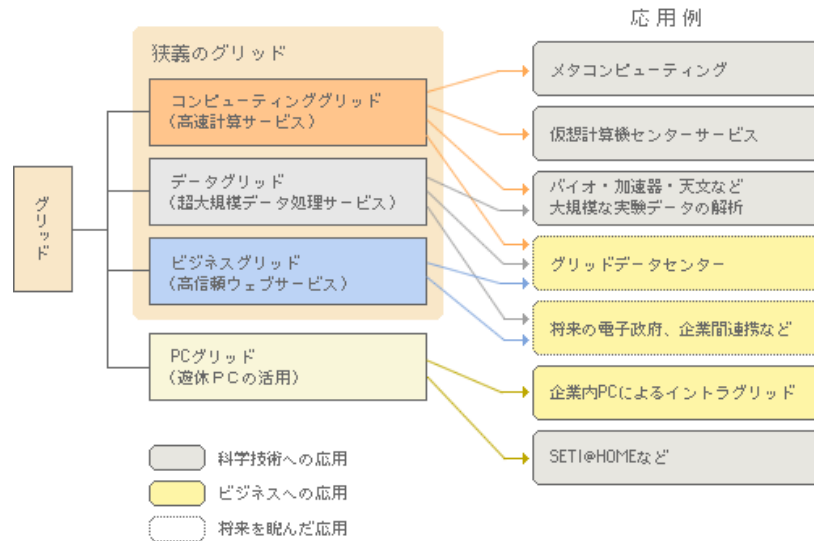 応用例
狭義のグリッド
コンピューティンググリッド
(高速計算サービス)
データグリッド
(超大規模データ処理サービス)
ビジネスグリッド
(高信頼ウェブサービス)
PCグリッド
(遊休PCの活用)
グリッド
メタコンピューティング
仮想計算機センターサービス
バイオ・加速器・天文など
大規模な実験データの解析
グリッドデータセンター
将来の電子政府、企業間連携など
企業内PCによるイントラグリッド
SETI@HOMEなど
科学技術への応用
ビジネスへの応用
将来を睨んだ応用